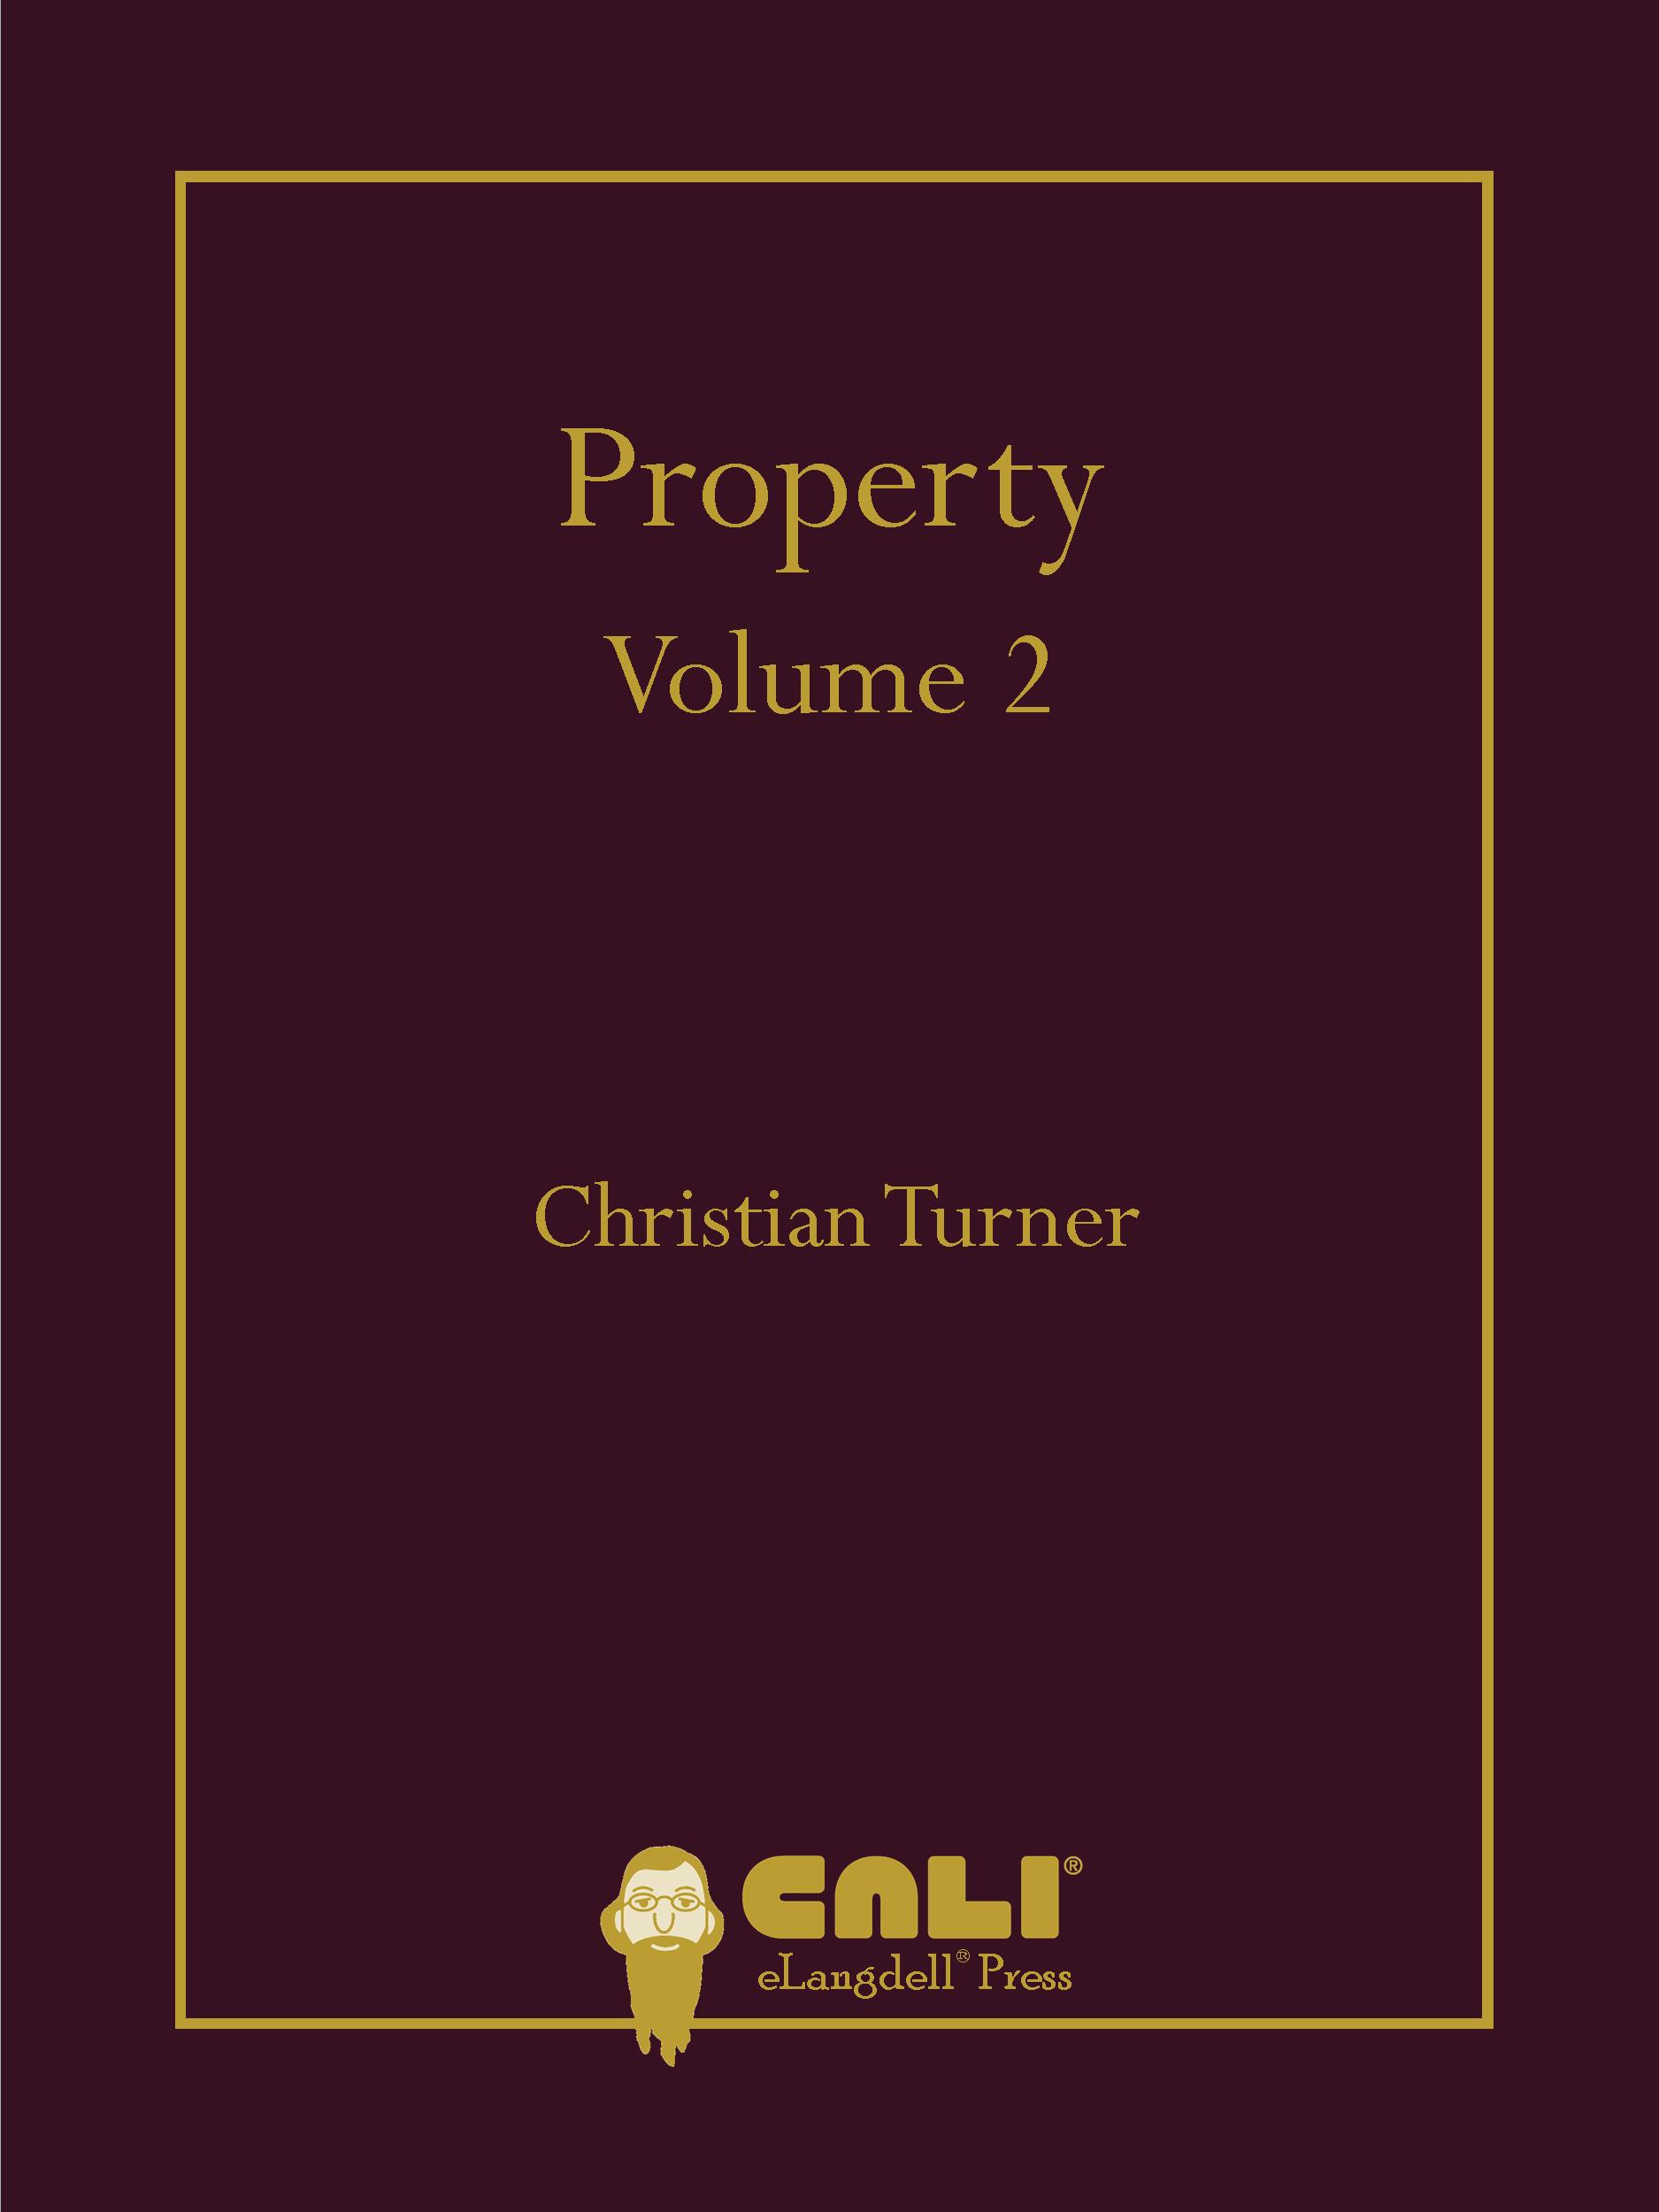 Property
Volume 2
Christian Turner
CALI®
eLangdell® Press